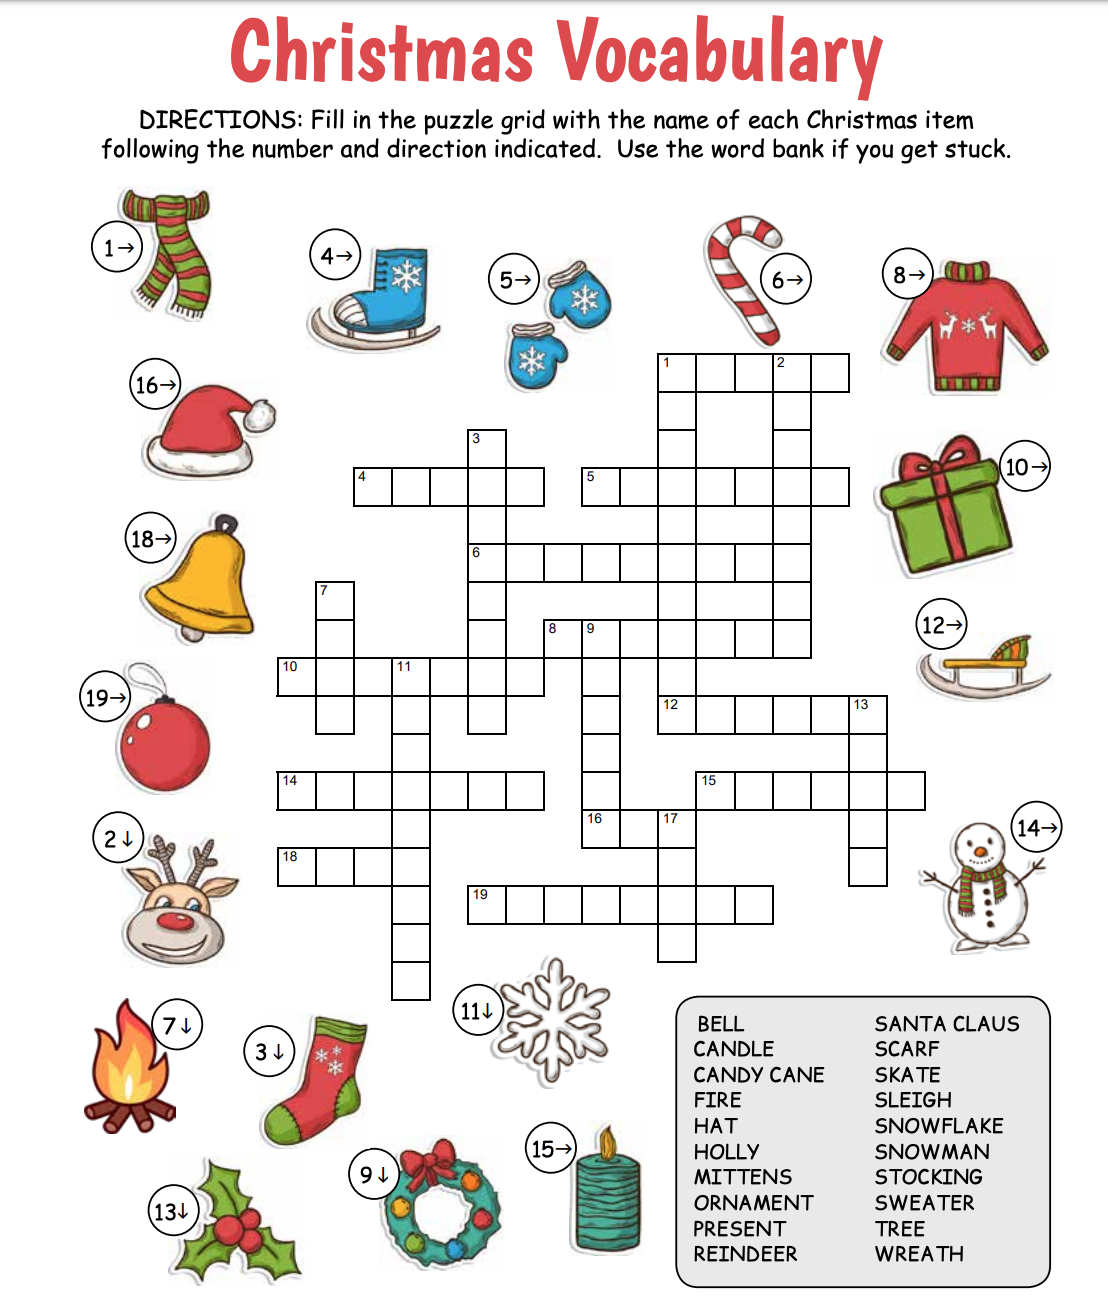 Christmas Vocabulary
DIRECTIONS: Fill in the puzzle grid with the name of each Christmas item
following the number and direction indicated.  Use the word bank if you get stuck.
1→
4→
5→
6→
8→
16→
10→
18→
12→
19→
2↓
14→
7↓
3↓
11↓
13↓
9↓
15→
1 2
3
4 5
6
7
8 9
10 11
12 13
14 15
16 17
18
19
BELL
CANDLE
CANDY CANE
FIRE
HAT
HOLLY
MITTENS
ORNAMENT
PRESENT
REINDEER
SANTA CLAUS
SCARF
SKATE
SLEIGH
SNOWFLAKE
SNOWMAN
STOCKING
SWEATER
TREE
WREATH